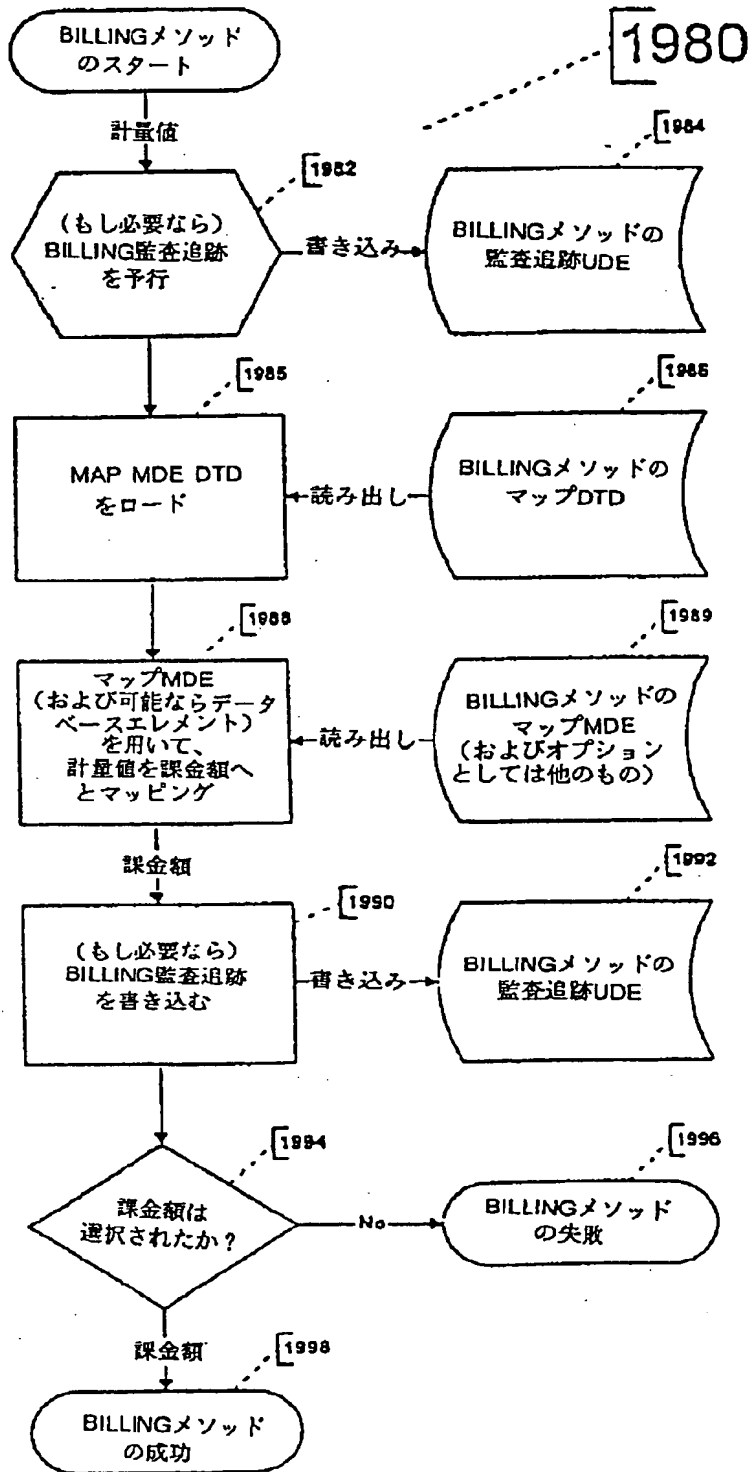 BILLINGメソッド
のスタート
1980
計量値
1984
1982
(もし必要なら)
BILLING監査追跡
を予行
書き込み
BILLINGメソッドの
監査追跡UDE
1985
1985
MAP MDE DTD
をロード
読み出し
BILLINGメソッドの
マップDTD
1988
1989
マップMDE
(および可能ならデータ
ベースエレメント)
を用いて、
計量値を課金額へ
とマッピング
読み出し
BILLINGメソッドの
マップMDE
(およびオプション
としては他のもの)
課金額
1990
1992
(もし必要なら)
BILLING監査追跡
を書き込む
書き込み
BILLINGメソッドの
監査追跡UDE
1994
1996
課金額は
選択されたか?
No
BILLINGメソッド
の失敗
課金額
1998
BILLINGメソッド
の成功